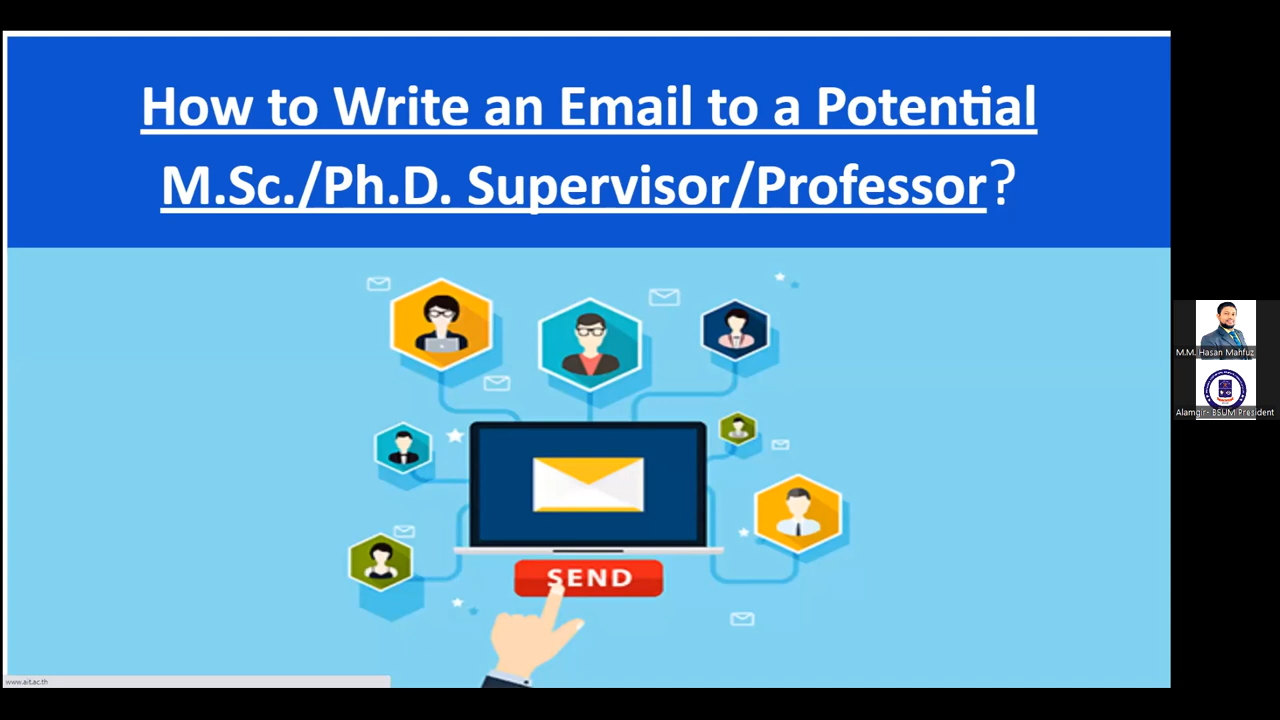 How to Write an Email to a Potential
M.Sc./Ph.D. Supervisor/Professor?
M.M. Hasan Mahfuz
Alamgir- BSUM President
SEND
www.ait.ac.th